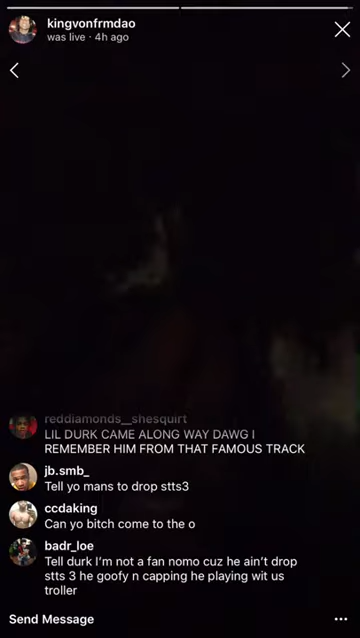 kingvonfrmdao
was live · 4h ago
reddiamonds__shesquirt
LIL DURK CAME ALONG WAY DAWG I
REMEMBER HIM FROM THAT FAMOUS TRACK
jb.smb_
Tell yo mans to drop stts3
ccdaking
Can yo bitch come to the o
badr_loe
Tell durk I'm not a fan nomo cuz he ain't drop
stts 3 he goofy n capping he playing wit us
troller
Send Message